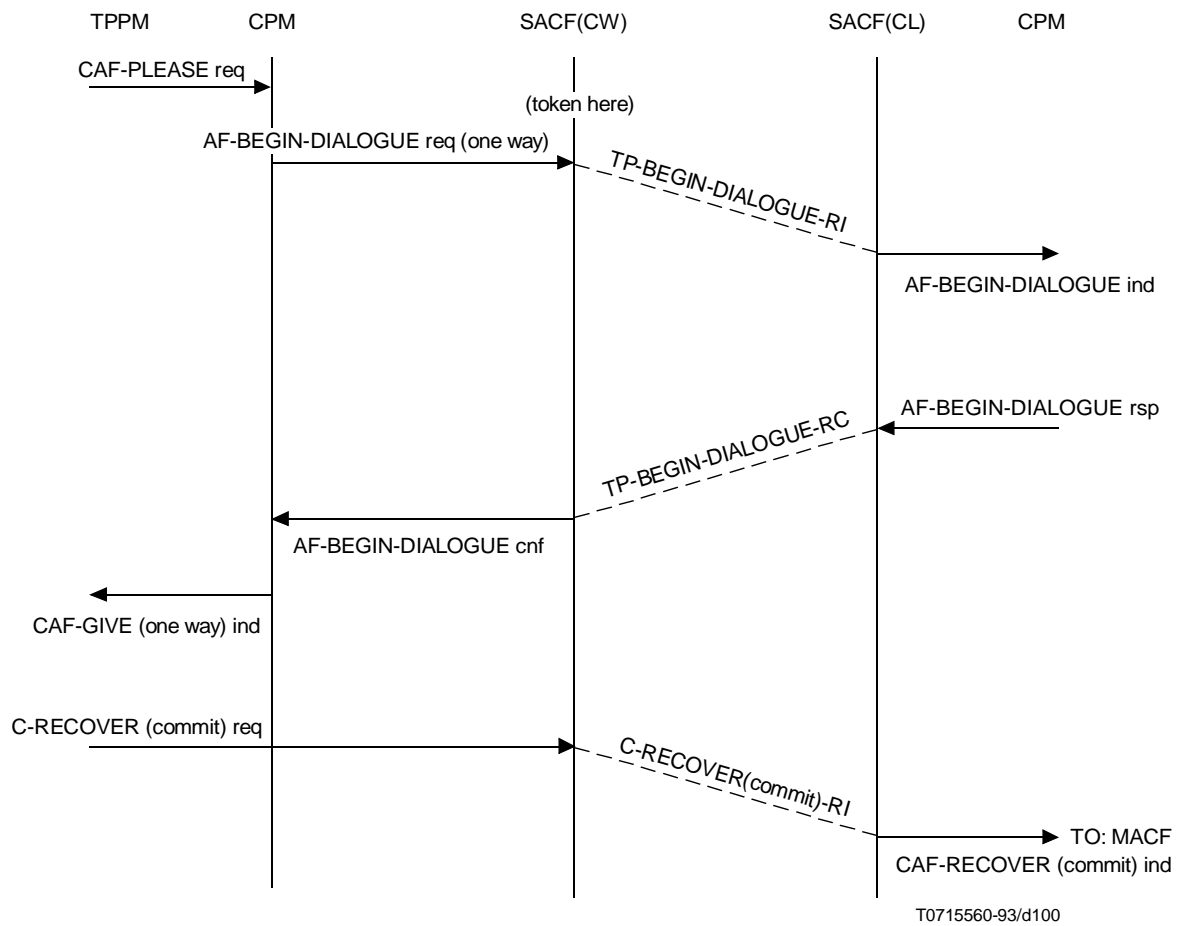 TPPM CPM SACF(CW) SACF(CL) CPM
CAF-PLEASE req
(token here)
AF-BEGIN-DIALOGUE req (one way)
TP-BEGIN-DIALOGUE-RI
AF-BEGIN-DIALOGUE ind
AF-BEGIN-DIALOGUE rsp
TP-BEGIN-DIALOGUE-RC
AF-BEGIN-DIALOGUE cnf
CAF-GIVE (one way) ind
C-RECOVER (commit) req
C-RECOVER(commit)-RI
TO: MACF
CAF-RECOVER (commit) ind
T0715560-93/d100